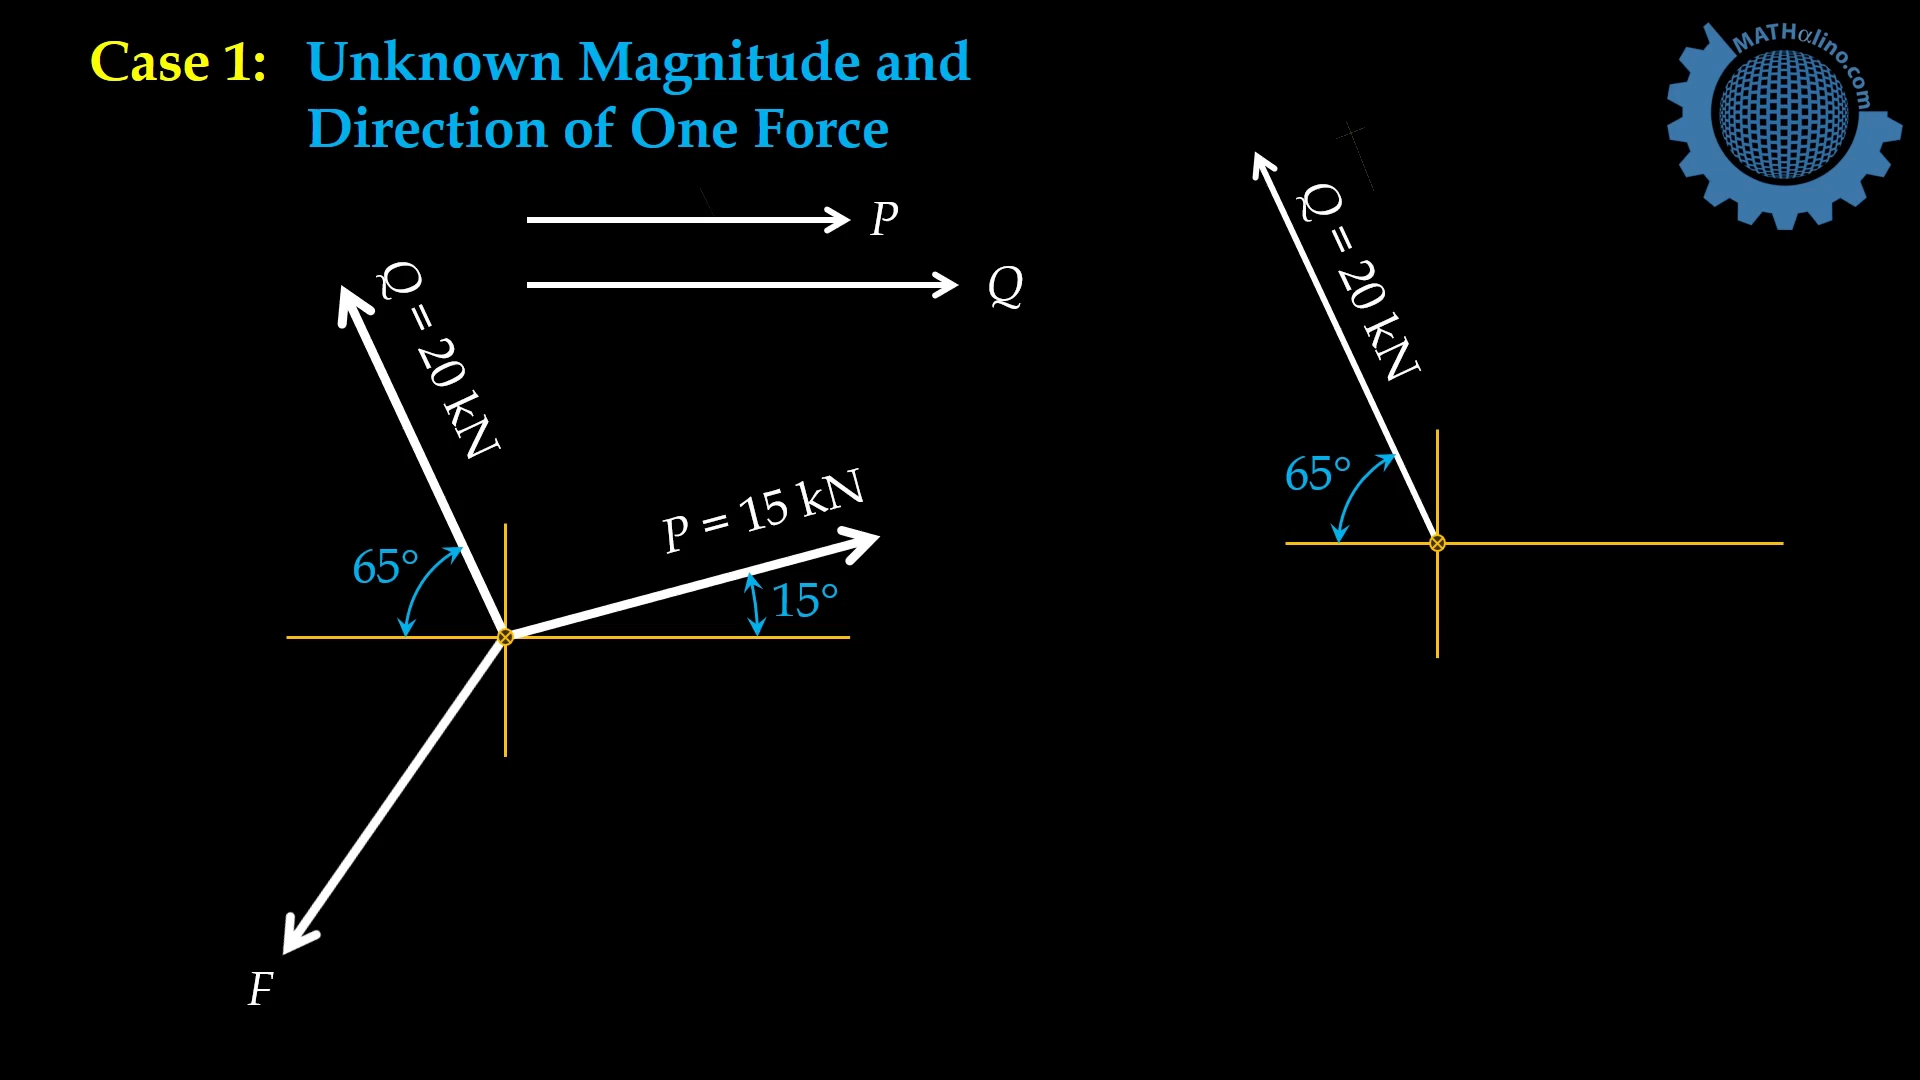 Case 1: Unknown Magnitude and
Direction of One Force
MATHαlino.com
P
Q
Q = 20 kN
Q = 20 kN
P = 15 kN
65°
65°
15°
F